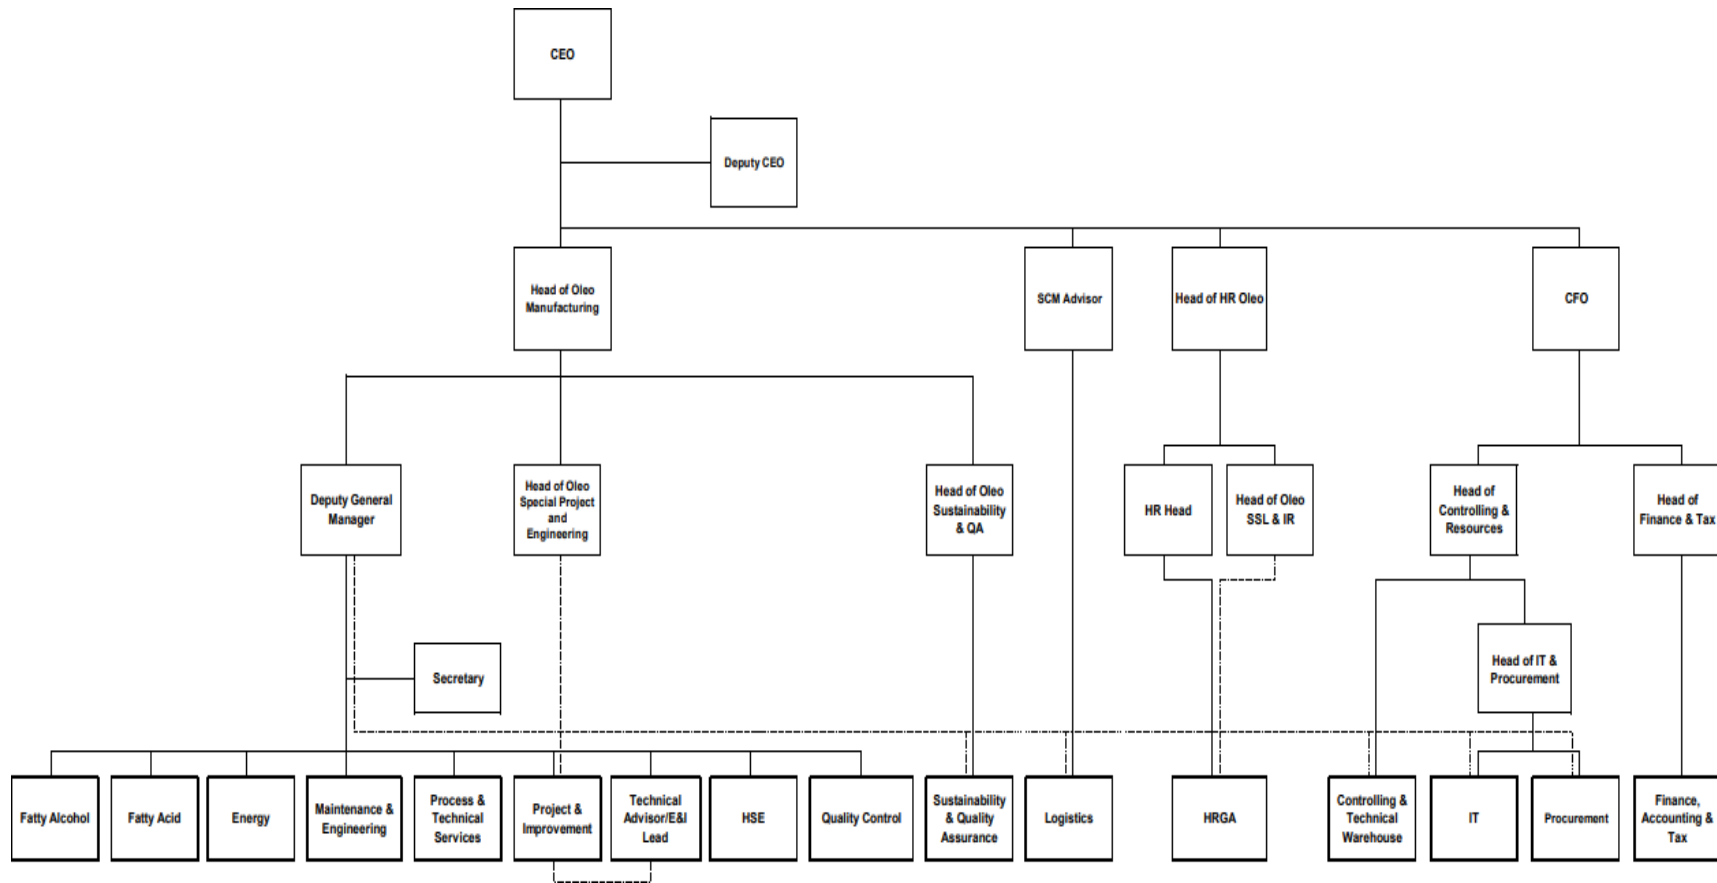 CEO
Deputy CEO
Head of Oleo
Manufacturing
SCM Advisor
Head of HR Oleo
CFO
Deputy General
Manager
Head of Oleo
Special Project
and
Engineering
Head of Oleo
Sustainability
& QA
HR Head
Head of Oleo
SSL & IR
Head of
Controlling &
Resources
Head of
Finance & Tax
Secretary
Head of IT &
Procurement
Fatty Alcohol
Fatty Acid
Energy
Maintenance &
Engineering
Process &
Technical
Services
Project &
Improvement
Technical
Advisor/E&I
Lead
HSE
Quality Control
Sustainability
& Quality
Assurance
Logistics
HRGA
Controlling &
Technical
Warehouse
IT
Procurement
Finance,
Accounting &
Tax